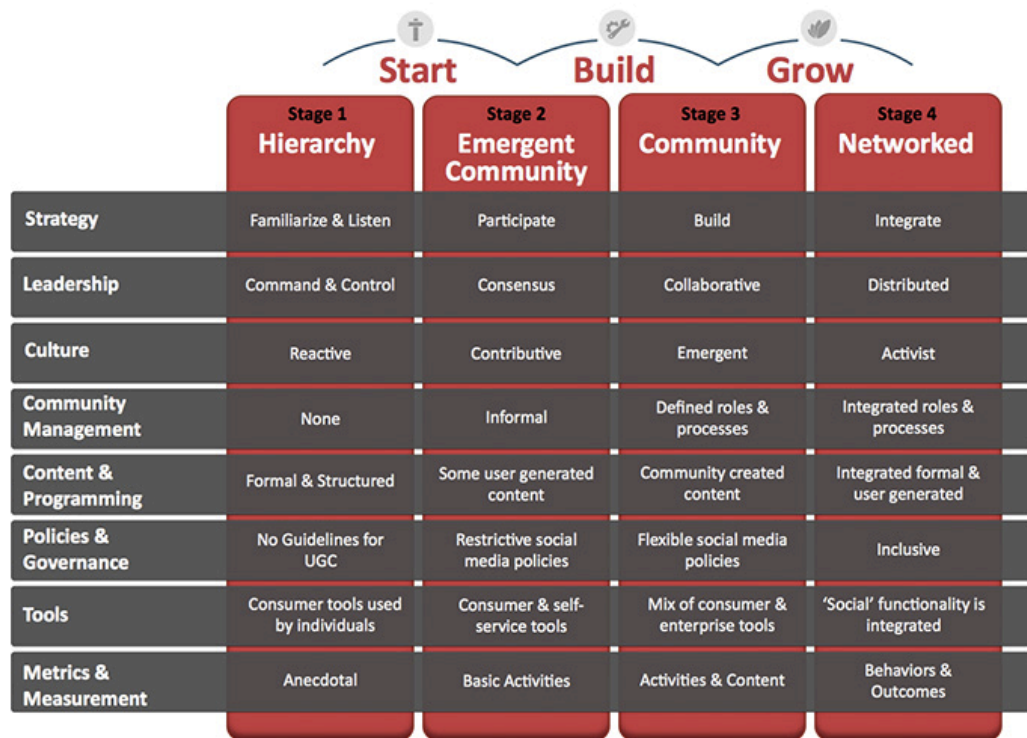 Start
Build
Grow
Stage 1
Hierarchy
Stage 2
Emergent
Community
Stage 3
Community
Stage 4
Networked
Strategy
Familiarize & Listen
Participate
Build
Integrate
Leadership
Command & Control
Consensus
Collaborative
Distributed
Culture
Reactive
Contributive
Emergent
Activist
Community
Management
None
Informal
Defined roles &
processes
Integrated roles &
processes
Content &
Programming
Formal & Structured
Some user generated
content
Community created
content
Integrated formal &
user generated
Policies &
Governance
No Guidelines for
UGC
Restrictive social
media policies
Flexible social media
policies
Inclusive
Tools
Consumer tools used
by individuals
Consumer & self-
service tools
Mix of consumer &
enterprise tools
‘Social’ functionality is
integrated
Metrics &
Measurement
Anecdotal
Basic Activities
Activities & Content
Behaviors &
Outcomes